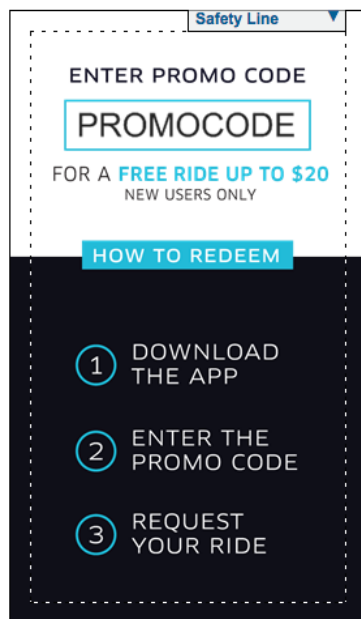 Safety Line
ENTER PROMO CODE
PROMOCODE
FOR A FREE RIDE UP TO $20
NEW USERS ONLY
HOW TO REDEEM
1 DOWNLOAD
THE APP
2 ENTER THE
PROMO CODE
3 REQUEST
YOUR RIDE